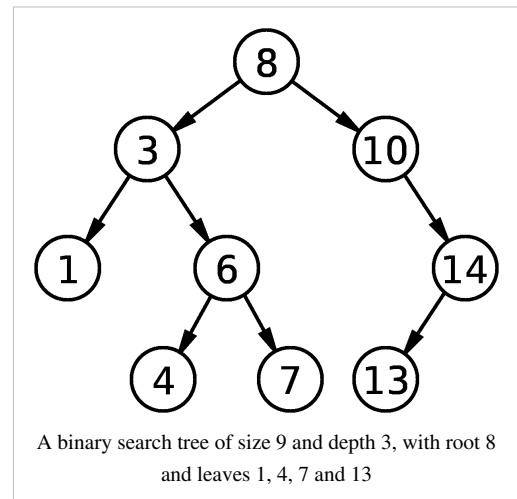 8
3 10
1 6 14
4 7 13
A binary search tree of size 9 and depth 3, with root 8
and leaves 1, 4, 7 and 13